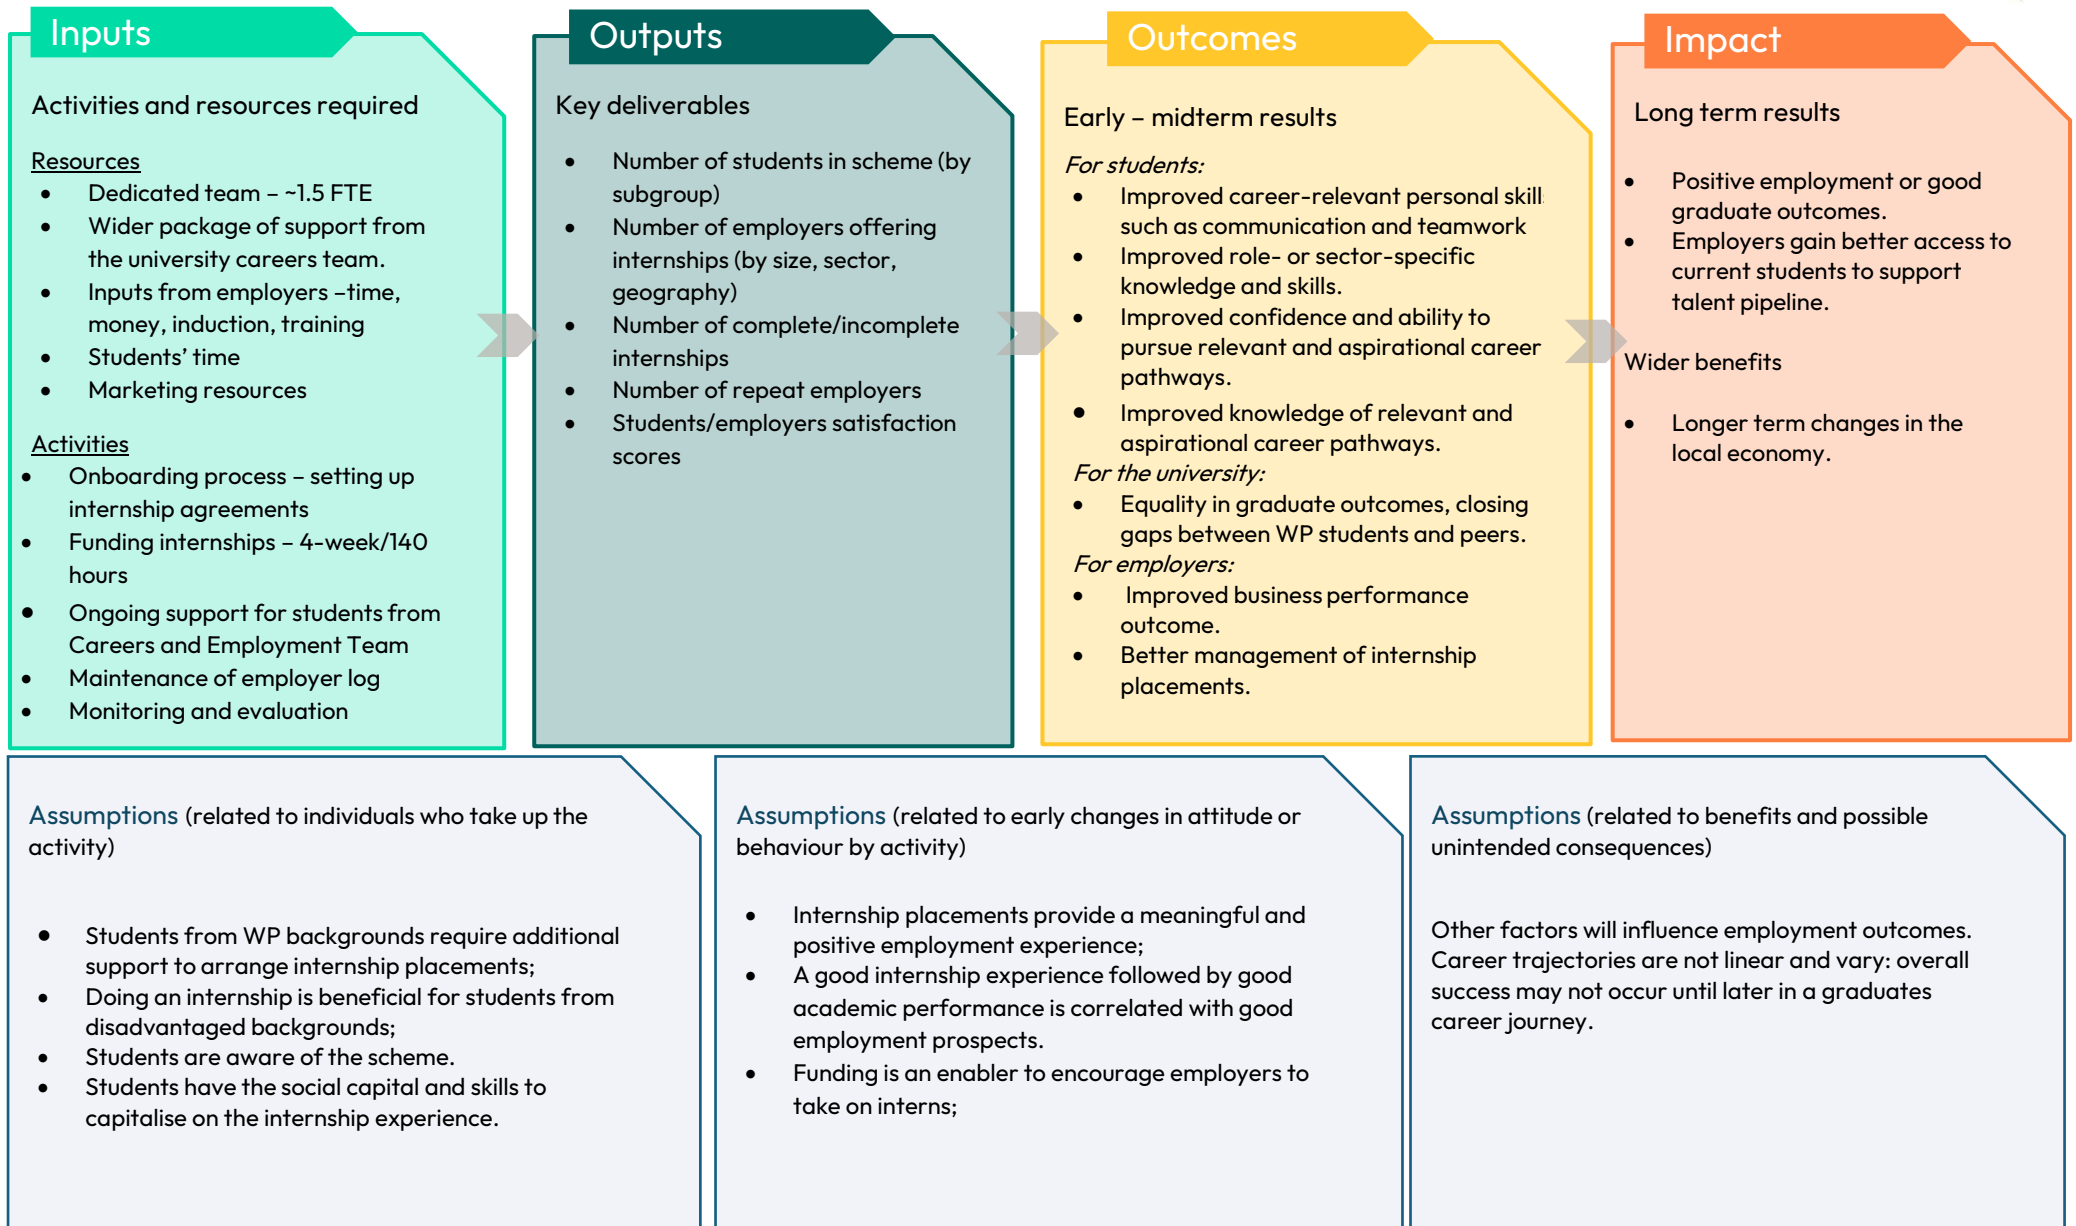 Inputs
Activities and resources required
Resources
• Dedicated team – ~1.5 FTE
• Wider package of support from
the university careers team.
• Inputs from employers –time,
money, induction, training
• Students’ time
• Marketing resources
Activities
• Onboarding process – setting up
internship agreements
• Funding internships – 4-week/140
hours
• Ongoing support for students from
Careers and Employment Team
• Maintenance of employer log
• Monitoring and evaluation
Outputs
Key deliverables
• Number of students in scheme (by
subgroup)
• Number of employers offering
internships (by size, sector,
geography)
• Number of complete/incomplete
internships
• Number of repeat employers
• Students/employers satisfaction
scores
Outcomes
Early – midterm results
For students:
• Improved career-relevant personal skill
such as communication and teamwork
• Improved role- or sector-specific
knowledge and skills.
• Improved confidence and ability to
pursue relevant and aspirational career
pathways.
• Improved knowledge of relevant and
aspirational career pathways.
For the university:
• Equality in graduate outcomes, closing
gaps between WP students and peers.
For employers:
• Improved business performance
outcome.
• Better management of internship
placements.
Impact
Long term results
• Positive employment or good
graduate outcomes.
• Employers gain better access to
current students to support
talent pipeline.
Wider benefits
• Longer term changes in the
local economy.
Assumptions (related to individuals who take up the
activity)
• Students from WP backgrounds require additional
support to arrange internship placements;
• Doing an internship is beneficial for students from
disadvantaged backgrounds;
• Students are aware of the scheme.
• Students have the social capital and skills to
capitalise on the internship experience.
Assumptions (related to early changes in attitude or
behaviour by activity)
• Internship placements provide a meaningful and
positive employment experience;
• A good internship experience followed by good
academic performance is correlated with good
employment prospects.
• Funding is an enabler to encourage employers to
take on interns;
Assumptions (related to benefits and possible
unintended consequences)
Other factors will influence employment outcomes.
Career trajectories are not linear and vary: overall
success may not occur until later in a graduates
career journey.